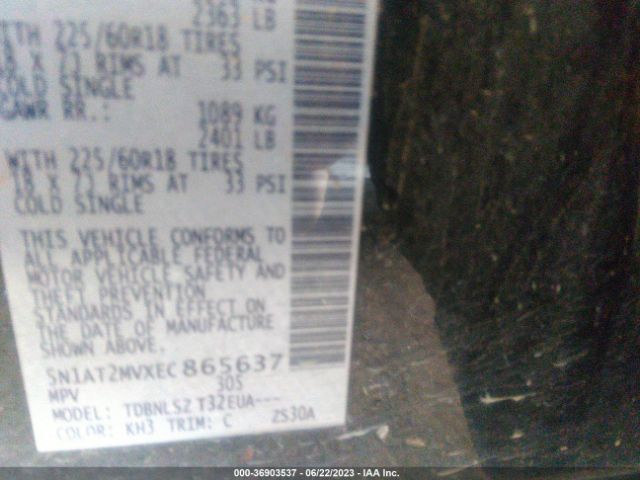 2363 LB
WITH 225/60R18 TIRES
18 X 7J RIMS AT 33 PSI
COLD SINGLE
GAWR RR.: 1089 KG
2401 LB
WITH 225/60R18 TIRES
18 X 7J RIMS AT 33 PSI
COLD SINGLE
THIS VEHICLE CONFORMS TO
ALL APPLICABLE FEDERAL
MOTOR VEHICLE SAFETY AND
THEFT PREVENTION
STANDARDS IN EFFECT ON
THE DATE OF MANUFACTURE
SHOWN ABOVE.
5N1AT2MVXEC865637
MPV 305
MODEL: TDBNLSZ T32EUA---
COLOR: KH3 TRIM: C ZS30A
000-36903537 - 06/22/2023 - IAA Inc.